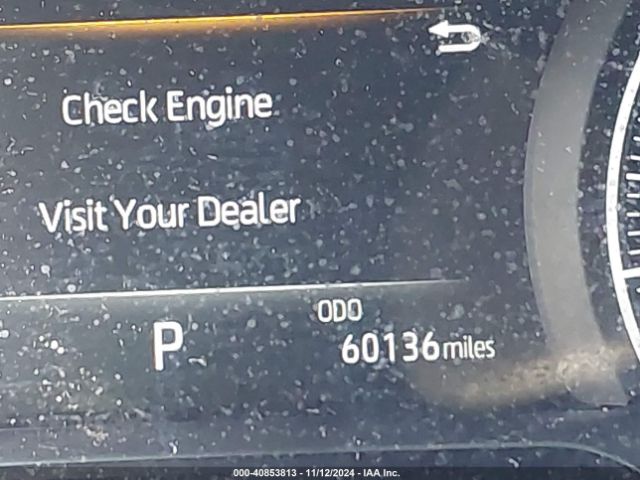 Check Engine
Visit Your Dealer
ODO
P 60136 miles
000-40853813 - 11/12/2024 - IAA, Inc.